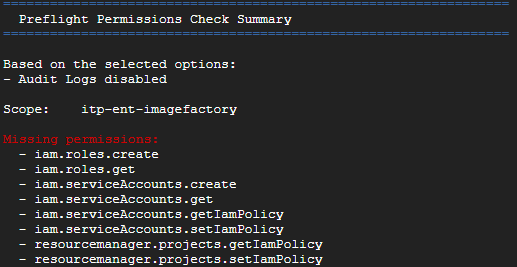 Preflight Permissions Check Summary
Based on the selected options:
- Audit Logs disabled
Scope: itp-ent-imagefactory
Missing permissions:
- iam.roles.create
- iam.roles.get
- iam.serviceAccounts.create
- iam.serviceAccounts.get
- iam.serviceAccounts.getIamPolicy
- iam.serviceAccounts.setIamPolicy
- resourcemanager.projects.getIamPolicy
- resourcemanager.projects.setIamPolicy